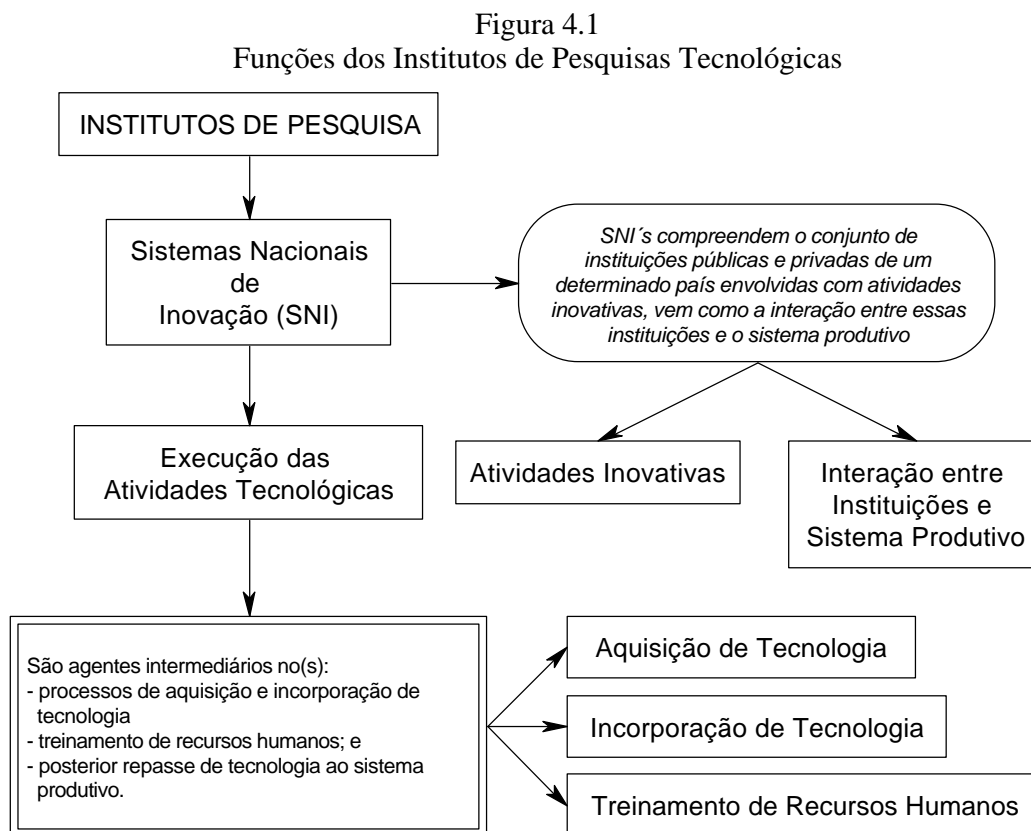 Figura 4.1
Funções dos Institutos de Pesquisas Tecnológicas
INSTITUTOS DE PESQUISA
Sistemas Nacionais
de
Inovação (SNI)
SNI´s compreendem o conjunto de
instituições públicas e privadas de um
determinado país envolvidas com atividades
inovativas, vem como a interação entre essas
instituições e o sistema produtivo
Execução das
Atividades Tecnológicas
Atividades Inovativas
Interação entre
Instituições e
Sistema Produtivo
São agentes intermediários no(s):
- processos de aquisição e incorporação de
tecnologia
- treinamento de recursos humanos; e
- posterior repasse de tecnologia ao sistema
produtivo.
Aquisição de Tecnologia
Incorporação de Tecnologia
Treinamento de Recursos Humanos